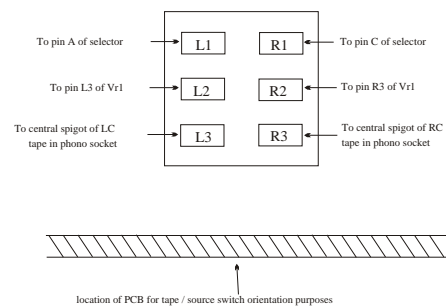 To pin A of selector
L1
R1
To pin C of selector
To pin L3 of Vr1
L2
R2
To pin R3 of Vr1
To central spigot of LC
tape in phono socket
L3
R3
To central spigot of RC
tape in phono socket
location of PCB for tape / source switch orientation purposes